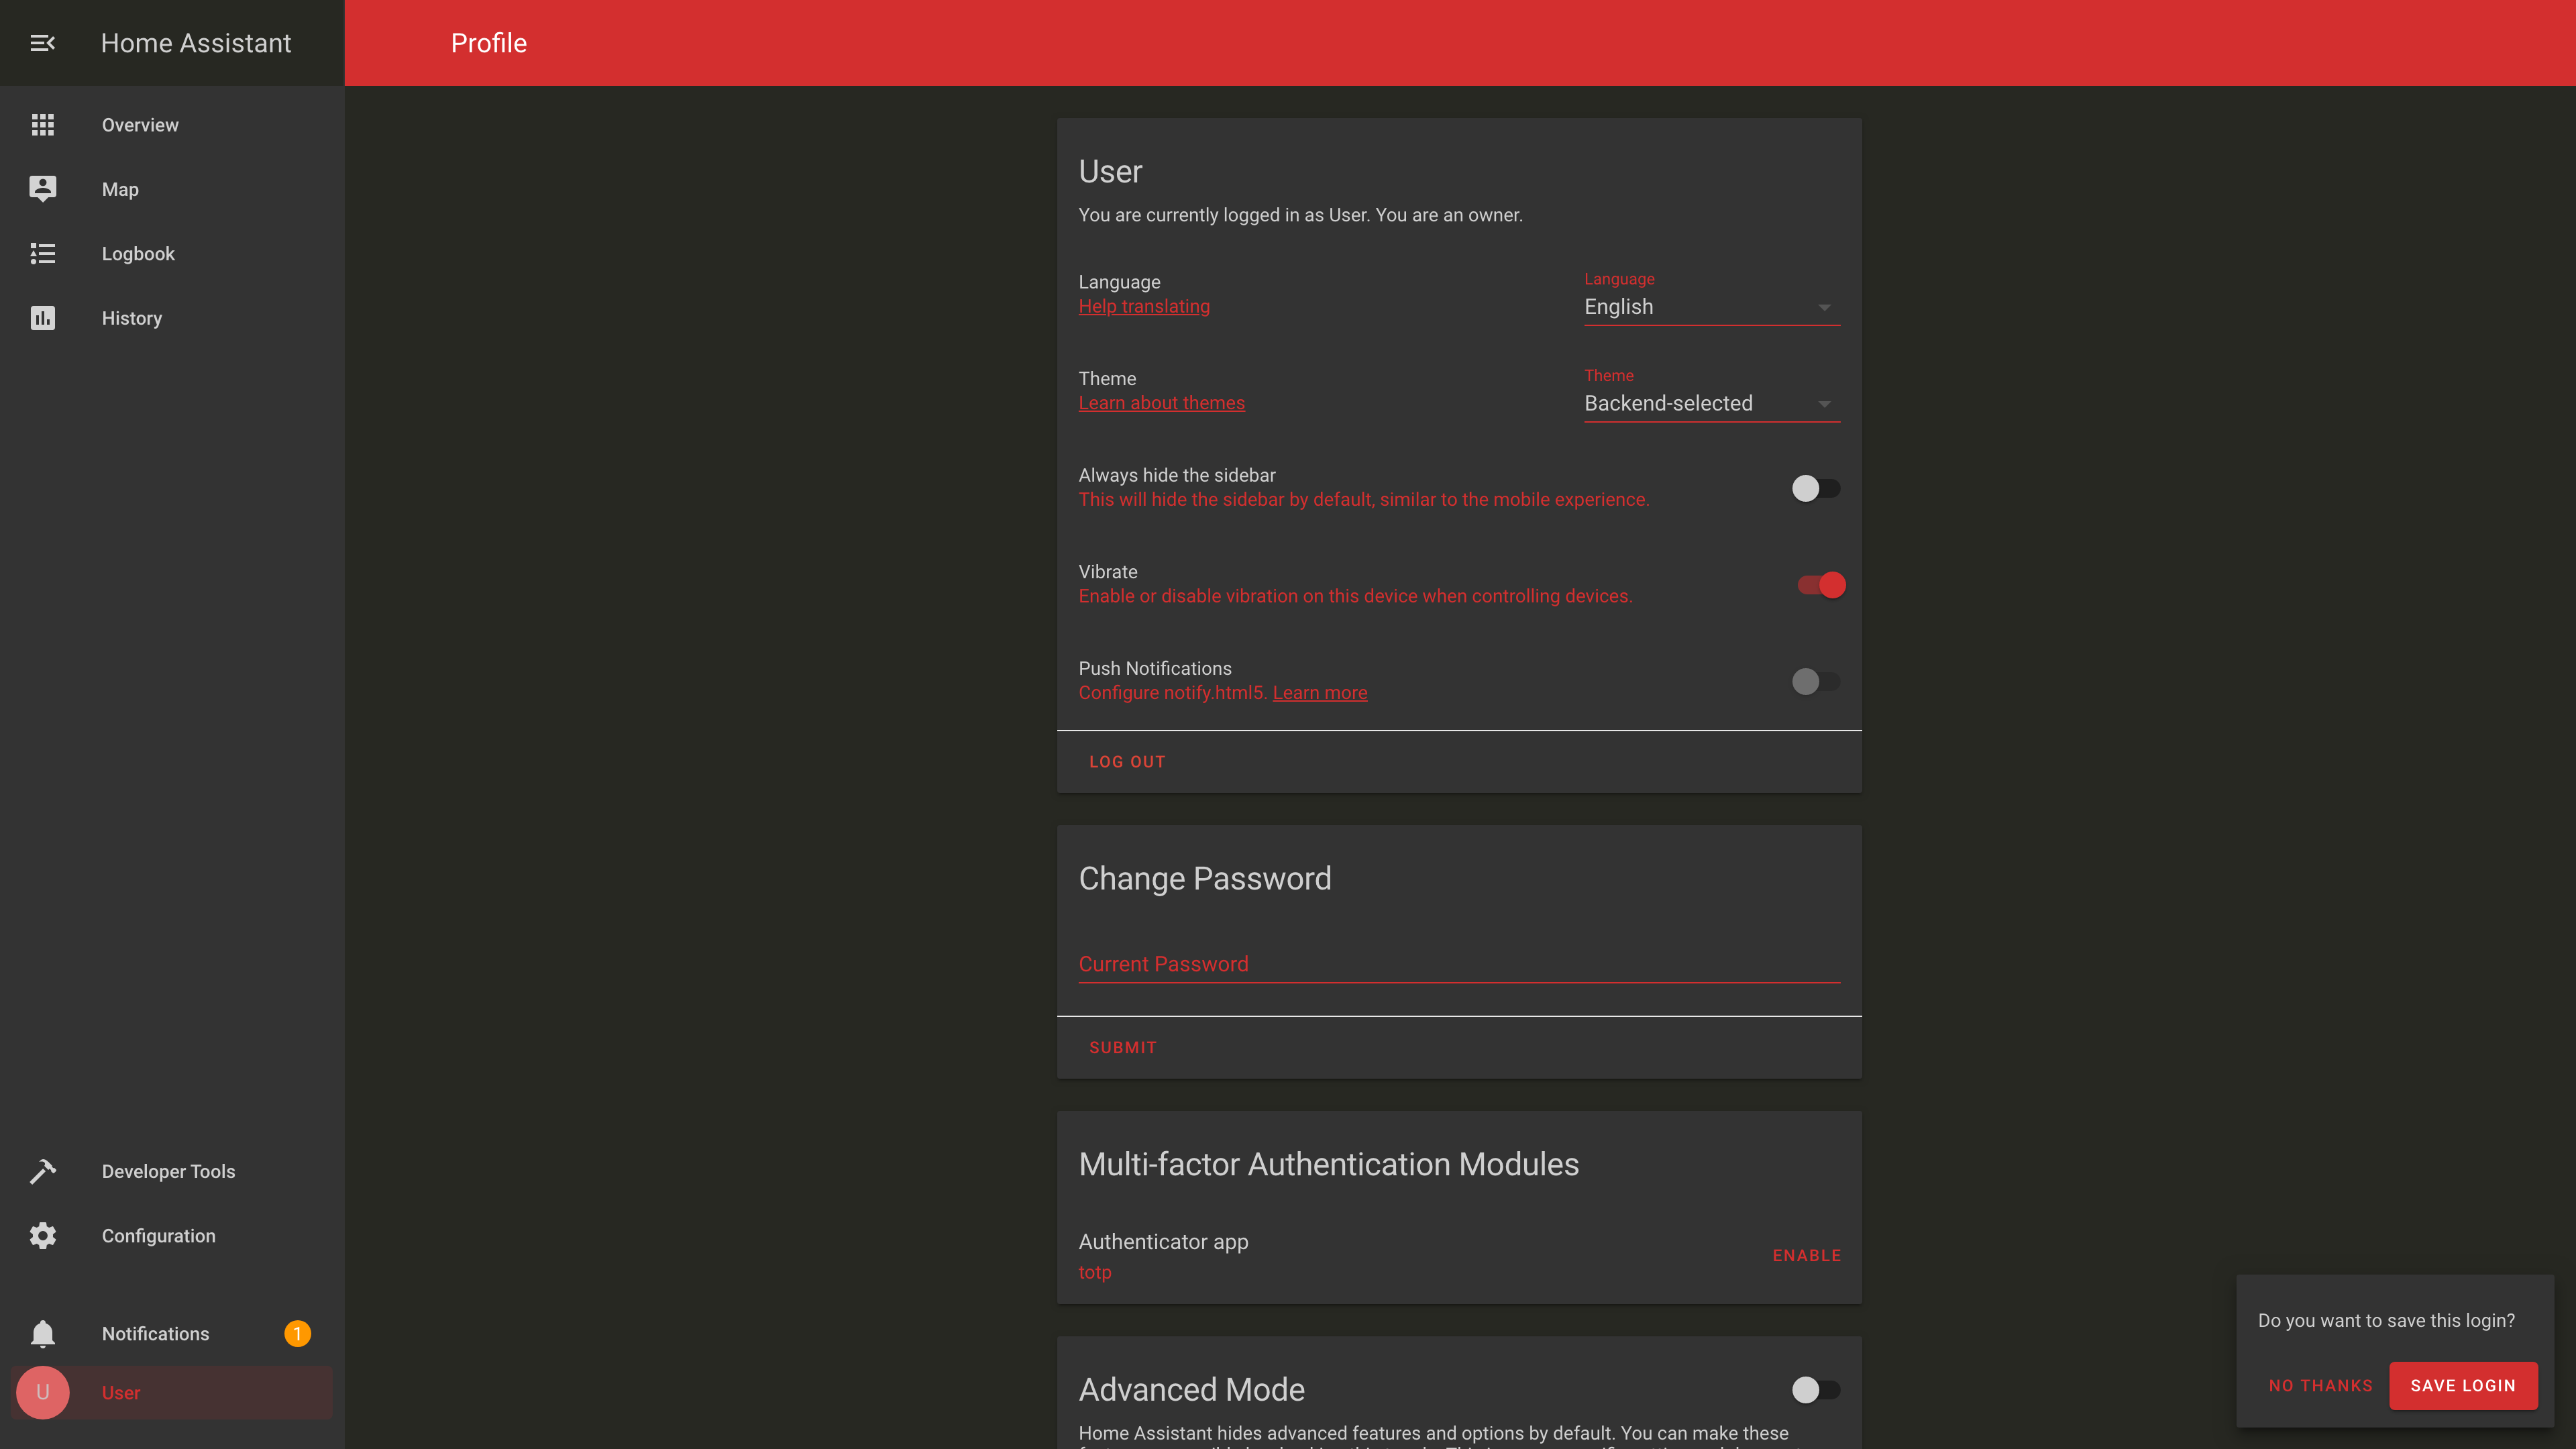 Home Assistant
Profile
Overview
Map
Logbook
History
Developer Tools
Configuration
Notifications
1
U
User
User
You are currently logged in as User. You are an owner.
Language
Help translating
Language
English
Theme
Learn about themes
Theme
Backend-selected
Always hide the sidebar
This will hide the sidebar by default, similar to the mobile experience.
Vibrate
Enable or disable vibration on this device when controlling devices.
Push Notifications
Configure notify.html5. Learn more
LOG OUT
Change Password
Current Password
SUBMIT
Multi-factor Authentication Modules
Authenticator app
totp
ENABLE
Advanced Mode
Home Assistant hides advanced features and options by default. You can make these
Do you want to save this login?
NO THANKS
SAVE LOGIN